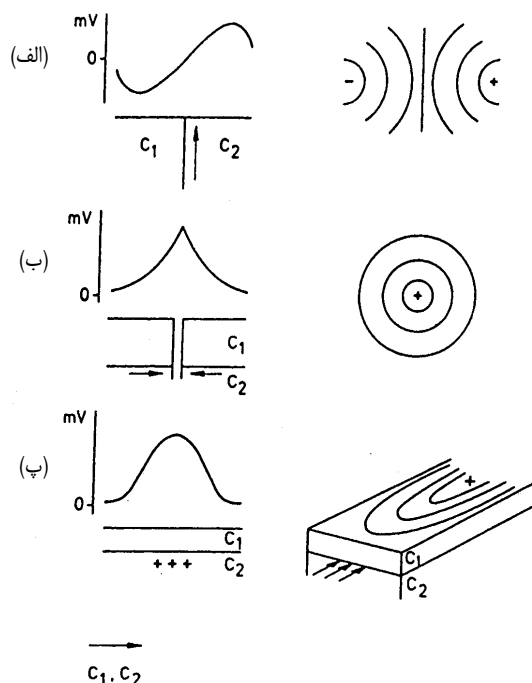 mV
(الف)
0
- +
C₁ C₂
mV
(ب)
0
+
C₁
C₂
mV
(پ)
0
+
C₁
+ + + C₂
C₁
C₂
C₁, C₂